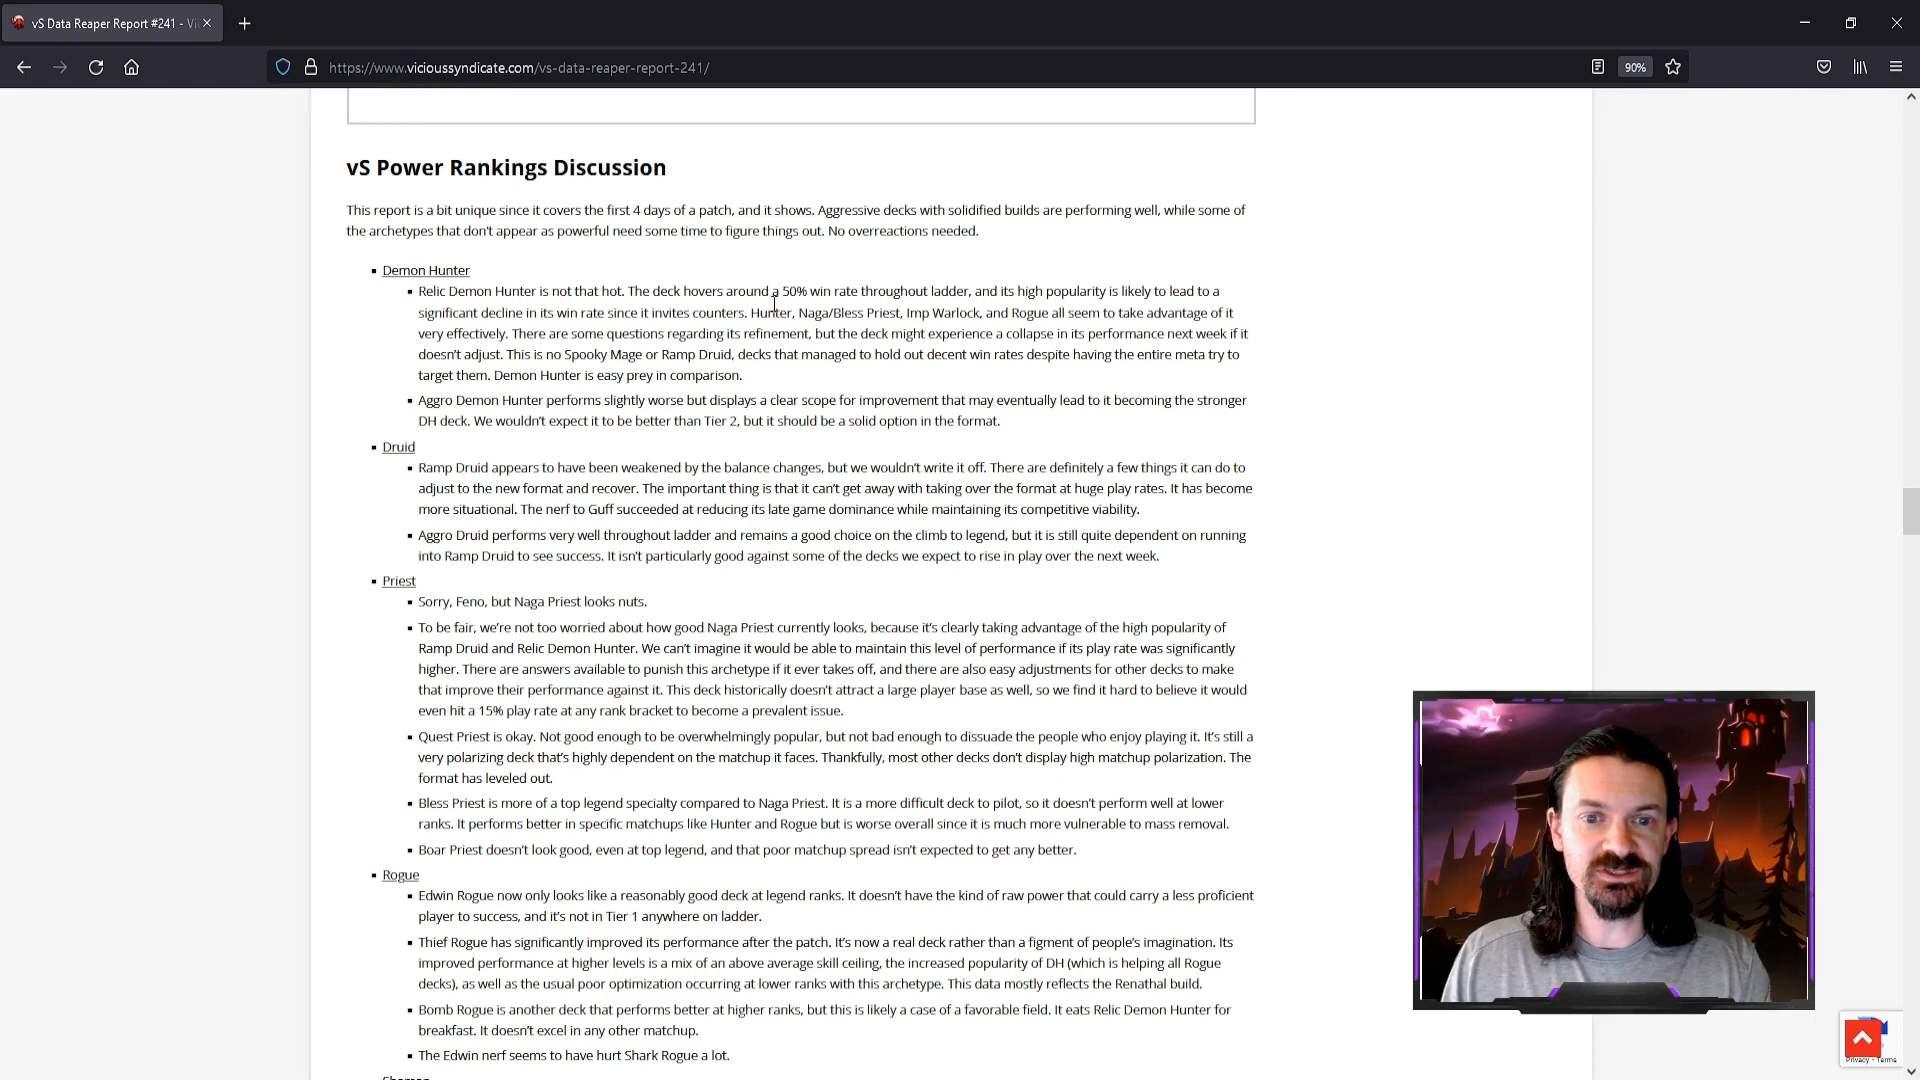 vS Data Reaper Report #241 - Vi
https://www.vicioussyndicate.com/vs-data-reaper-report-241/
90%
vS Power Rankings Discussion
This report is a bit unique since it covers the first 4 days of a patch, and it shows. Aggressive decks with solidified builds are performing well, while some of
the archetypes that don't appear as powerful need some time to figure things out. No overreactions needed.
Demon Hunter
Relic Demon Hunter is not that hot. The deck hovers around a 50% win rate throughout ladder, and its high popularity is likely to lead to a
significant decline in its win rate since it invites counters. Hunter, Naga/Bless Priest, Imp Warlock, and Rogue all seem to take advantage of it
very effectively. There are some questions regarding its refinement, but the deck might experience a collapse in its performance next week if it
doesn't adjust. This is no Spooky Mage or Ramp Druid, decks that managed to hold out decent win rates despite having the entire meta try to
target them. Demon Hunter is easy prey in comparison.
Aggro Demon Hunter performs slightly worse but displays a clear scope for improvement that may eventually lead to it becoming the stronger
DH deck. We wouldn't expect it to be better than Tier 2, but it should be a solid option in the format.
Druid
Ramp Druid appears to have been weakened by the balance changes, but we wouldn't write it off. There are definitely a few things it can do to
adjust to the new format and recover. The important thing is that it can't get away with taking over the format at huge play rates. It has become
more situational. The nerf to Guff succeeded at reducing its late game dominance while maintaining its competitive viability.
Aggro Druid performs very well throughout ladder and remains a good choice on the climb to legend, but it is still quite dependent on running
into Ramp Druid to see success. It isn't particularly good against some of the decks we expect to rise in play over the next week.
Priest
Sorry, Feno, but Naga Priest looks nuts.
To be fair, we're not too worried about how good Naga Priest currently looks, because it's clearly taking advantage of the high popularity of
Ramp Druid and Relic Demon Hunter. We can't imagine it would be able to maintain this level of performance if its play rate was significantly
higher. There are answers available to punish this archetype if it ever takes off, and there are also easy adjustments for other decks to make
that improve their performance against it. This deck historically doesn't attract a large player base as well, so we find it hard to believe it would
even hit a 15% play rate at any rank bracket to become a prevalent issue.
Quest Priest is okay. Not good enough to be overwhelmingly popular, but not bad enough to dissuade the people who enjoy playing it. It's still a
very polarizing deck that's highly dependent on the matchup it faces. Thankfully, most other decks don't display high matchup polarization. The
format has leveled out.
Bless Priest is more of a top legend specialty compared to Naga Priest. It is a more difficult deck to pilot, so it doesn't perform well at lower
ranks. It performs better in specific matchups like Hunter and Rogue but is worse overall since it is much more vulnerable to mass removal.
Boar Priest doesn't look good, even at top legend, and that poor matchup spread isn't expected to get any better.
Rogue
Edwin Rogue now only looks like a reasonably good deck at legend ranks. It doesn't have the kind of raw power that could carry a less proficient
player to success, and it's not in Tier 1 anywhere on ladder.
Thief Rogue has significantly improved its performance after the patch. It's now a real deck rather than a figment of people's imagination. Its
improved performance at higher levels is a mix of an above average skill ceiling, the increased popularity of DH (which is helping all Rogue
decks), as well as the usual poor optimization occurring at lower ranks with this archetype. This data mostly reflects the Renathal build.
Bomb Rogue is another deck that performs better at higher ranks, but this is likely a case of a favorable field. It eats Relic Demon Hunter for
breakfast. It doesn't excel in any other matchup.
The Edwin nerf seems to have hurt Shark Rogue a lot.
Privacy - Terms